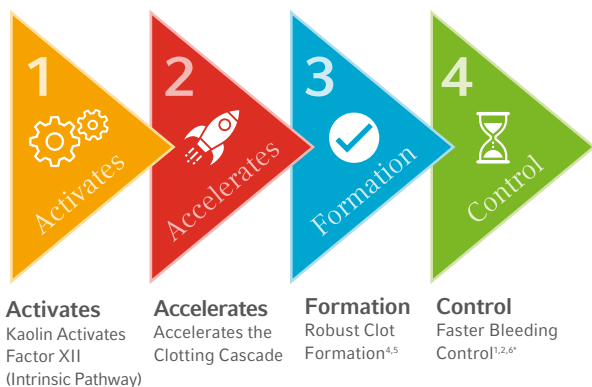 1
Activates
2
Accelerates
3
Formation
4
Control
Activates
Kaolin Activates
Factor XII
(Intrinsic Pathway)
Accelerates
Accelerates the
Clotting Cascade
Formation
Robust Clot
Formation⁴,⁵
Control
Faster Bleeding
Control¹,²,⁶*